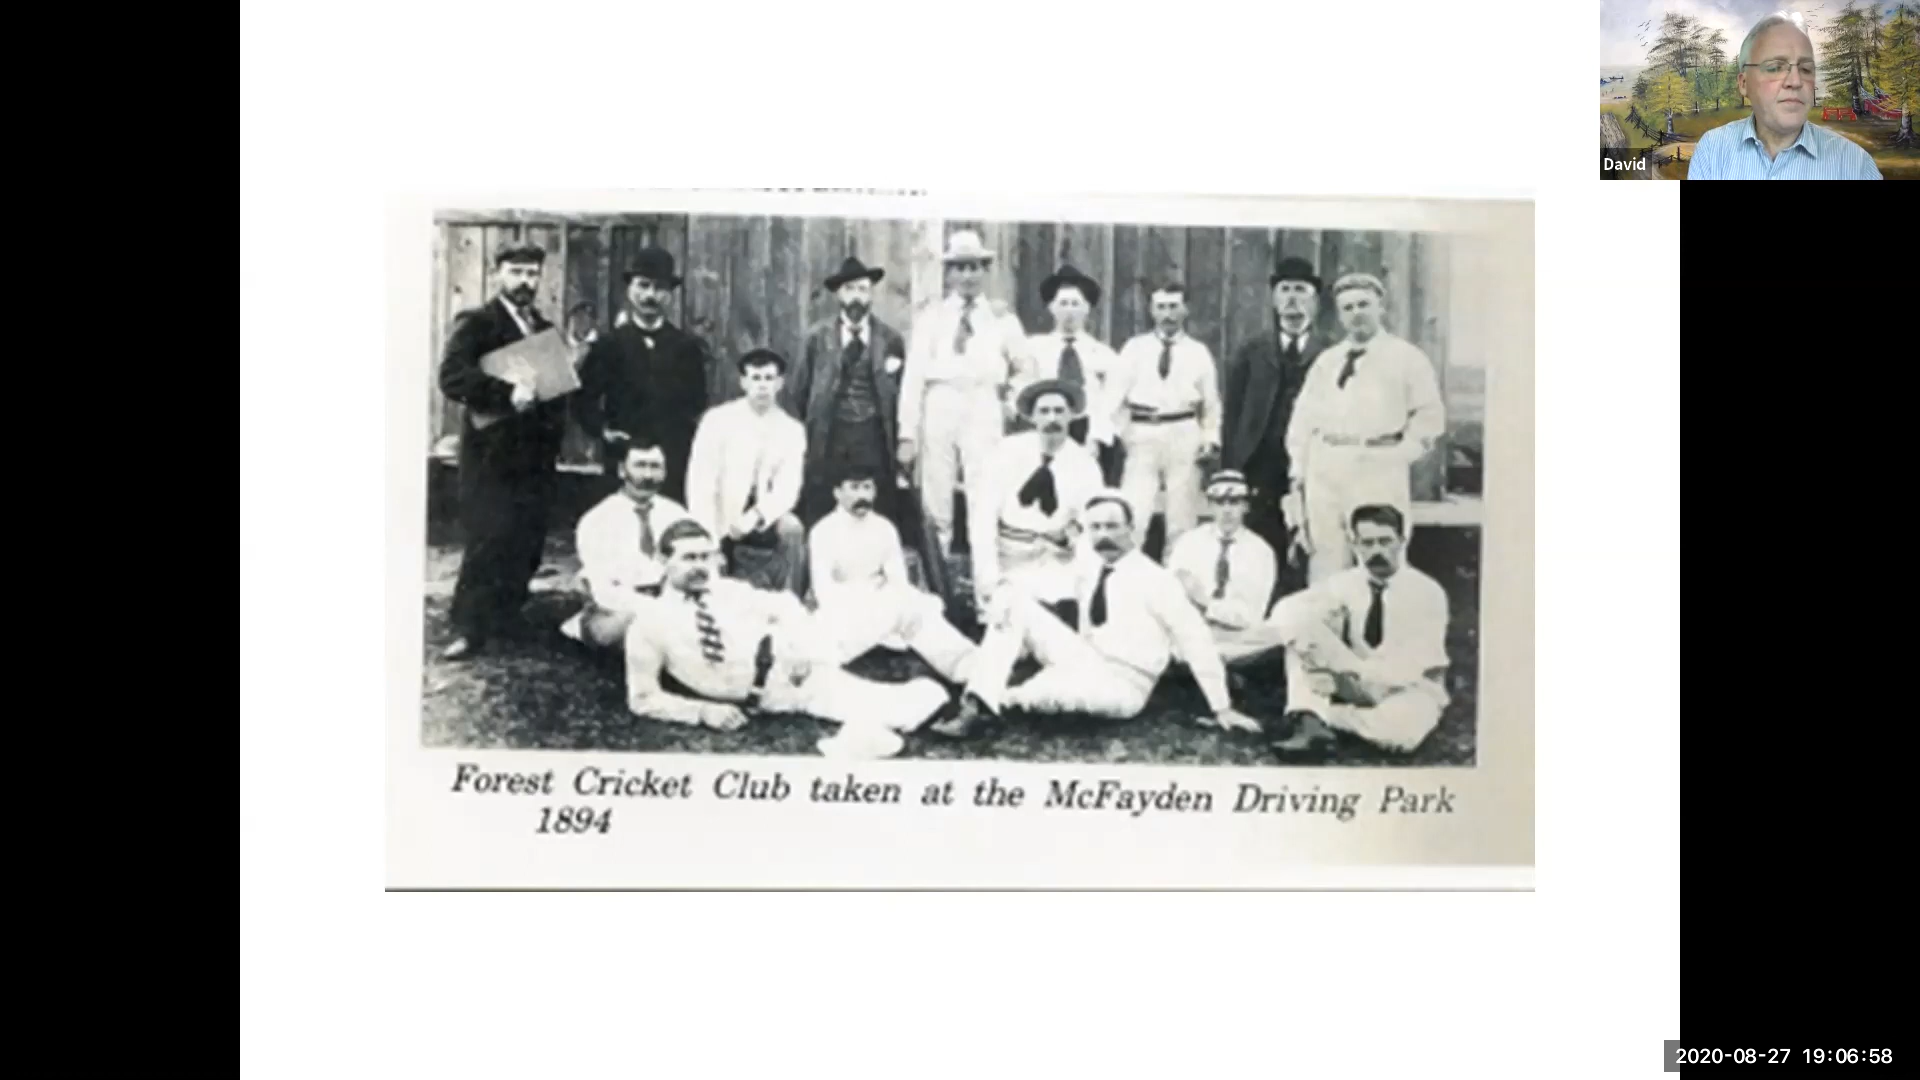 David
Forest Cricket Club taken at the McFayden Driving Park
1894
2020-08-27 19:06:58